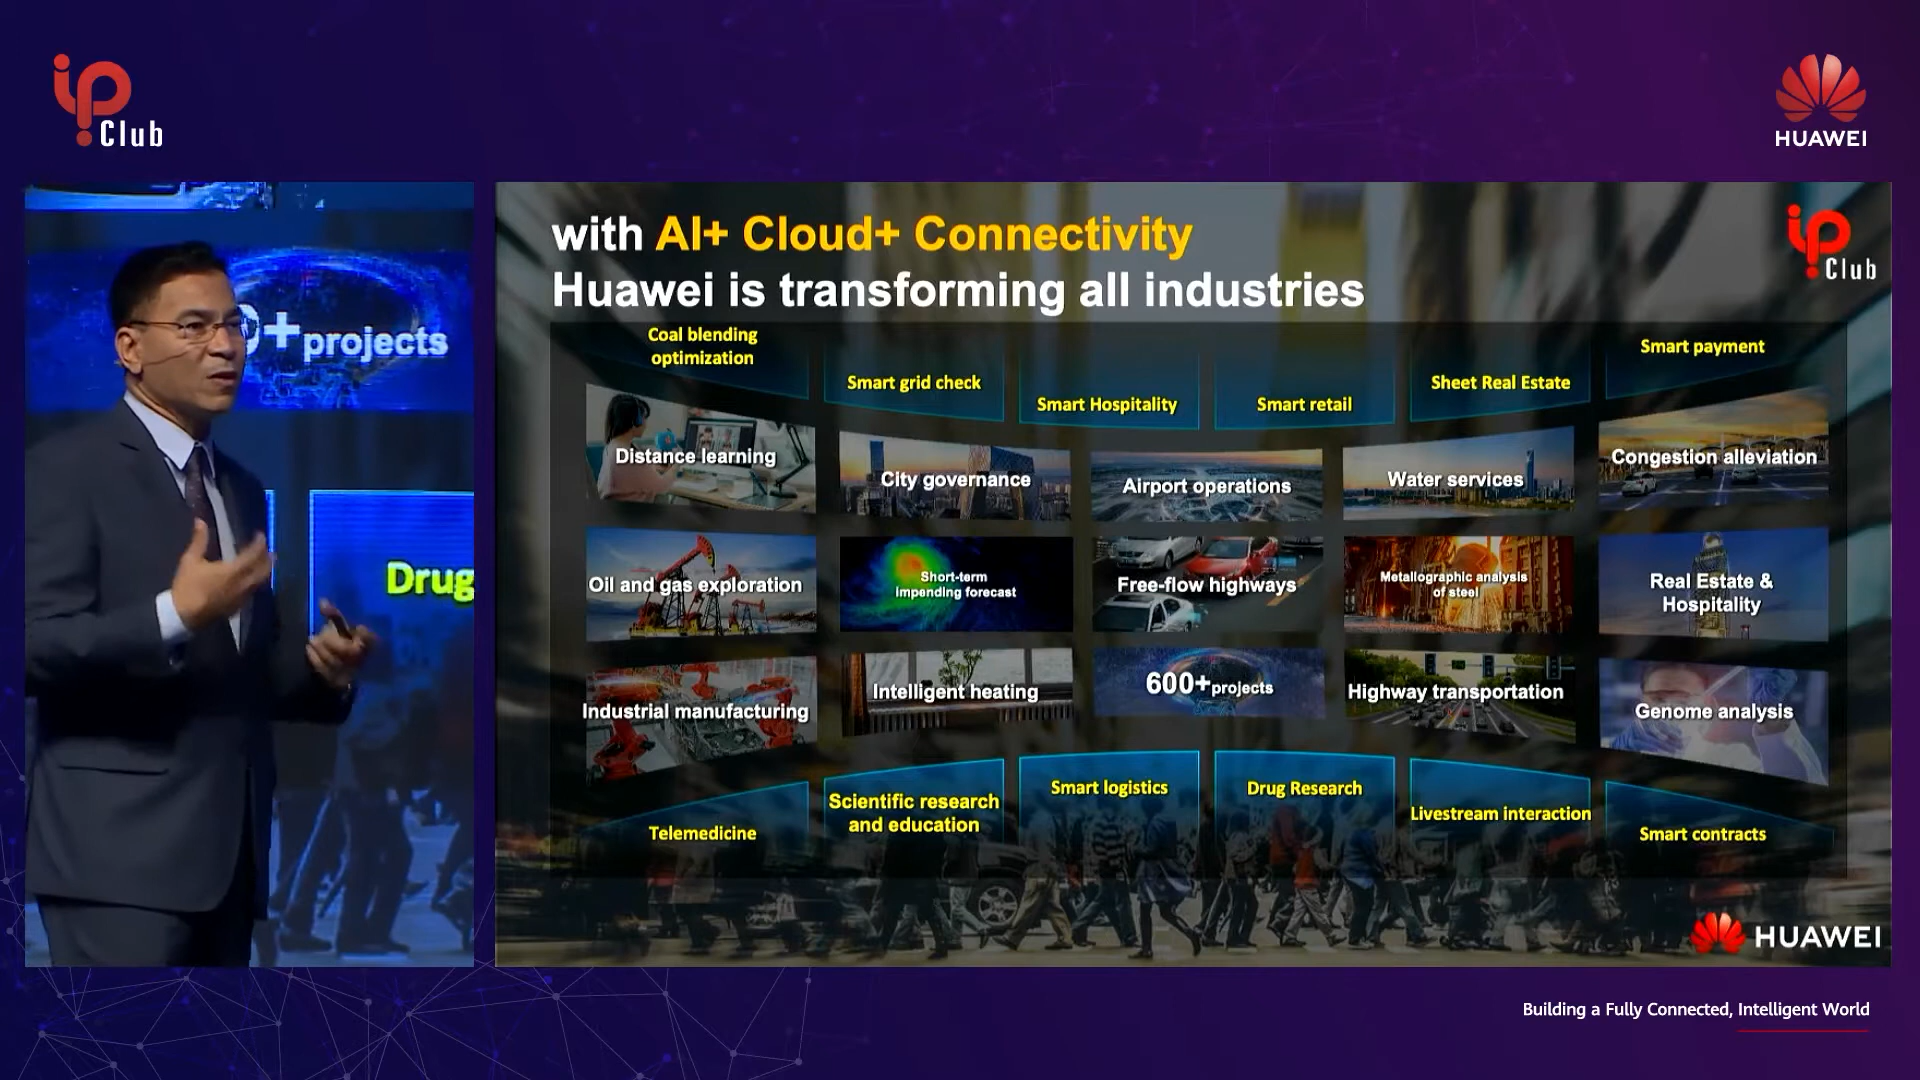 ip
Club
HUAWEI
0+projects
Drug
with AI+ Cloud+ Connectivity
Huawei is transforming all industries
ip
Club
Coal blending
optimization
Smart grid check
Smart Hospitality
Smart retail
Sheet Real Estate
Smart payment
Distance learning
City governance
Airport operations
Water services
Congestion alleviation
Oil and gas exploration
Short-term
impending forecast
Free-flow highways
Metallographic analysis
of steel
Real Estate &
Hospitality
Industrial manufacturing
Intelligent heating
600+projects
Highway transportation
Genome analysis
Telemedicine
Scientific research
and education
Smart logistics
Drug Research
Livestream interaction
Smart contracts
HUAWEI
Building a Fully Connected, Intelligent World